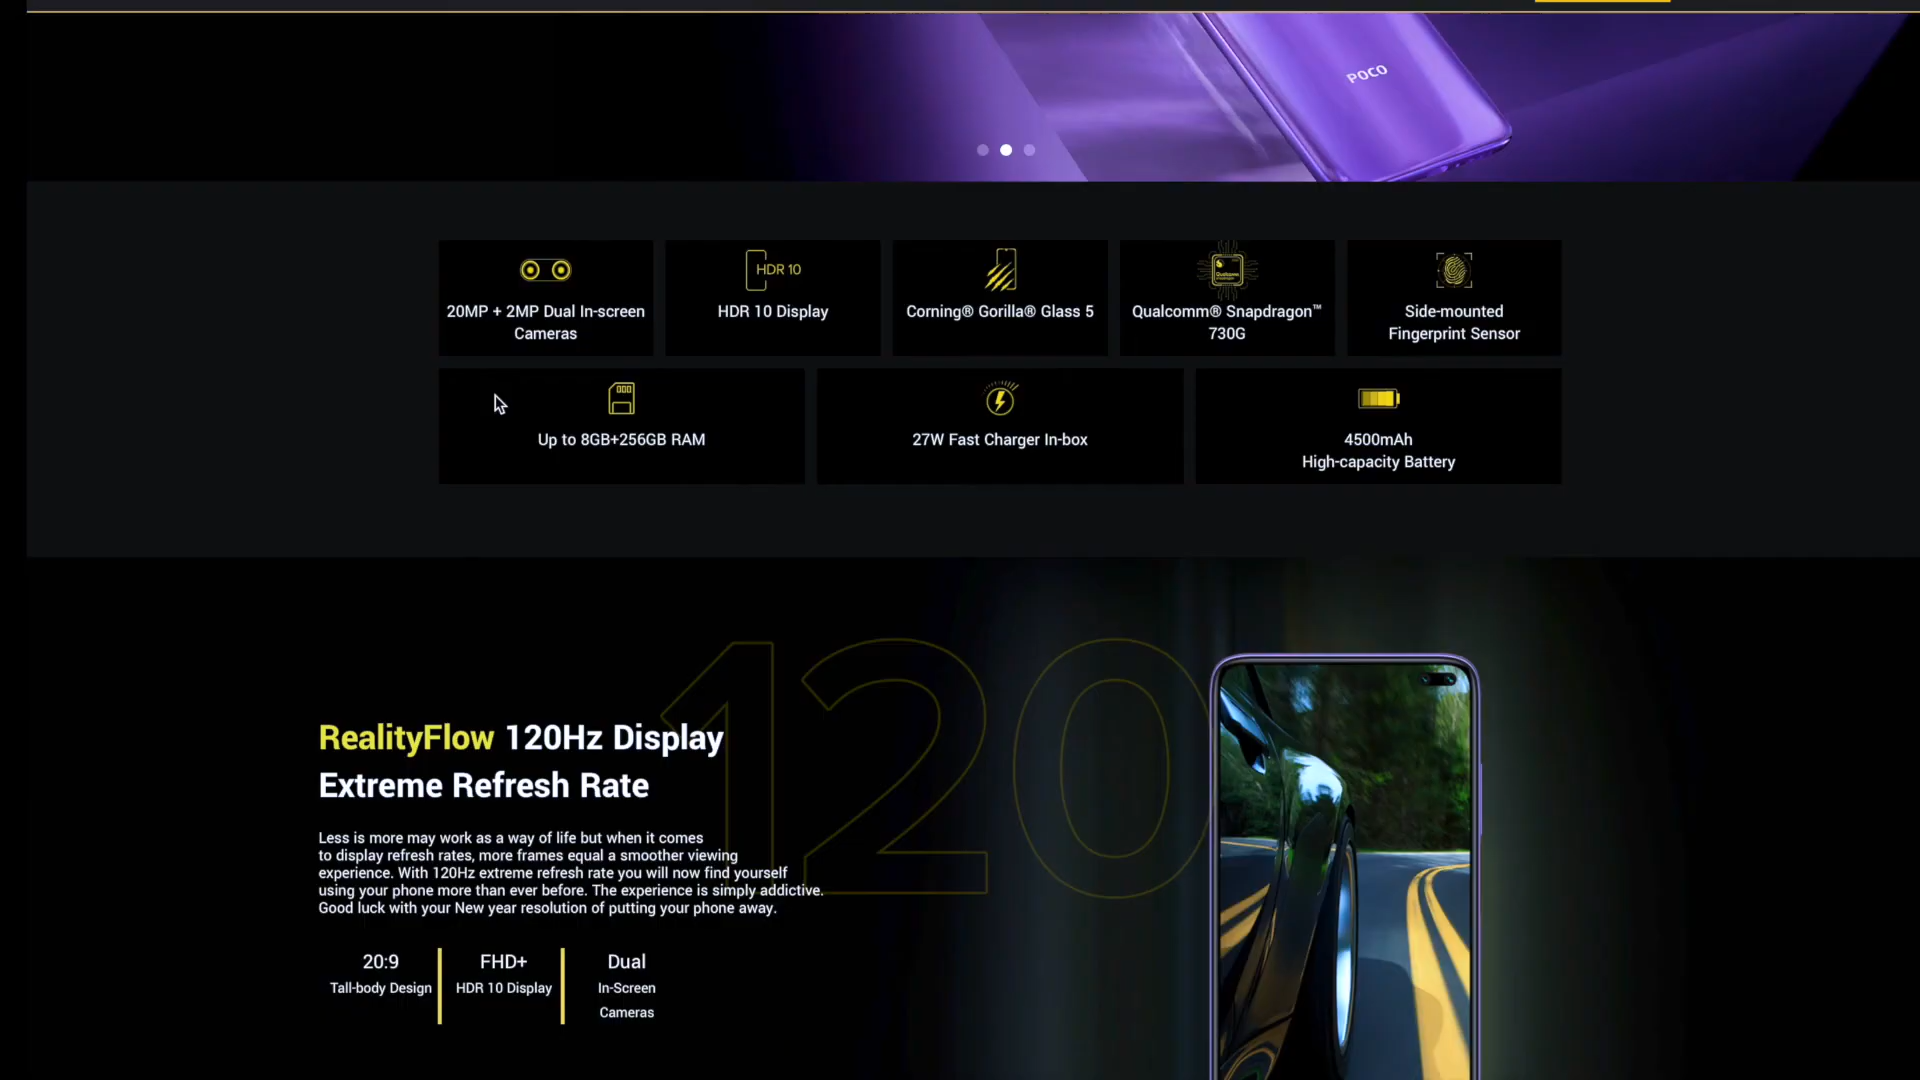 POCO
HDR 10
20MP + 2MP Dual In-screen
Cameras
HDR 10 Display
Corning® Gorilla® Glass 5
Qualcomm® Snapdragon™
730G
Side-mounted
Fingerprint Sensor
Up to 8GB+256GB RAM
27W Fast Charger In-box
4500mAh
High-capacity Battery
120
RealityFlow 120Hz Display
Extreme Refresh Rate
Less is more may work as a way of life but when it comes
to display refresh rates, more frames equal a smoother viewing
experience. With 120Hz extreme refresh rate you will now find yourself
using your phone more than ever before. The experience is simply addictive.
Good luck with your New year resolution of putting your phone away.
20:9
Tall-body Design
FHD+
HDR 10 Display
Dual
In-Screen
Cameras